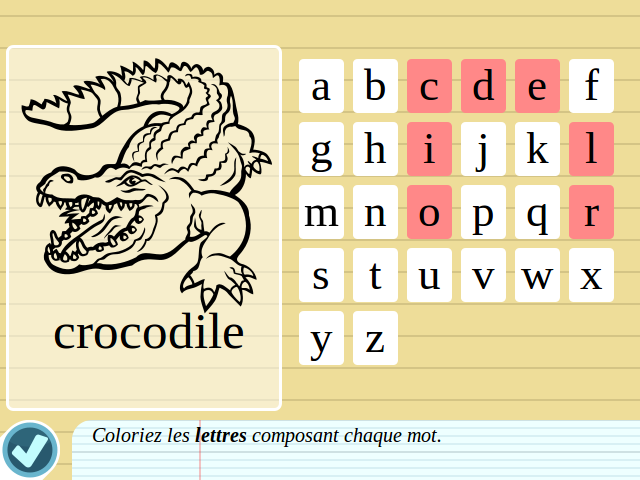 a b c d e f
g h i j k l
m n o p q r
s t u v w x
y z
crocodile
Coloriez les lettres composant chaque mot.